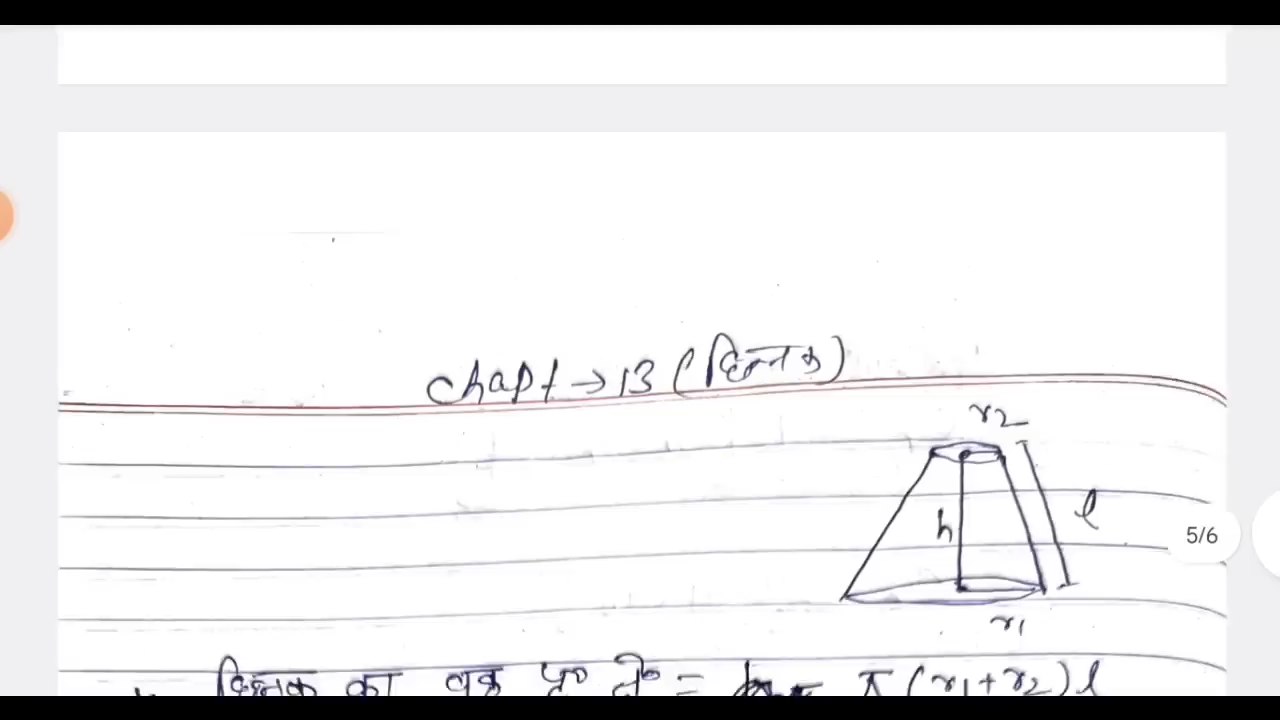 Chapt → 13 (छिन्नक)
r2
h
l
5/6
r1
छिन्नक का वक्र पृ० क्षे० = π (r1+r2) l